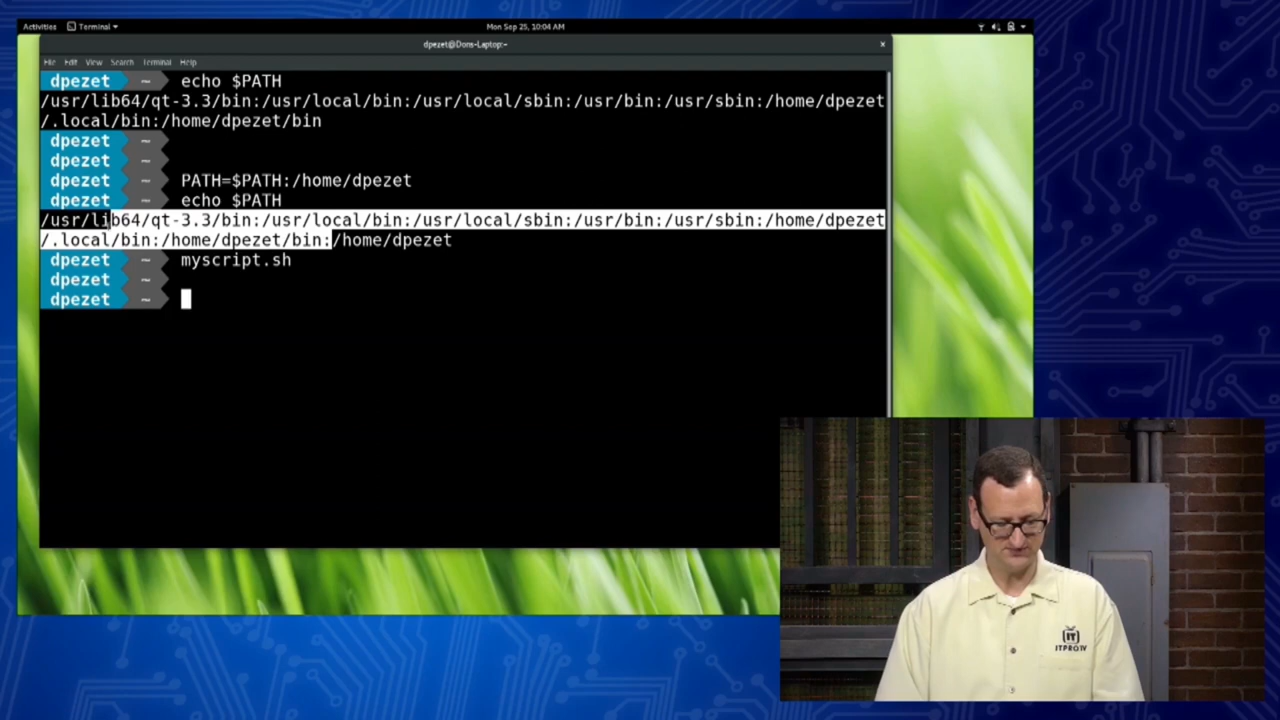 Activities Terminal Mon Sep 25, 10:04 AM
dpezet@Dons-Laptop:~
File Edit View Search Terminal Help
dpezet ~ echo $PATH
/usr/lib64/qt-3.3/bin:/usr/local/bin:/usr/local/sbin:/usr/bin:/usr/sbin:/home/dpezet
/.local/bin:/home/dpezet/bin
dpezet ~
dpezet ~
dpezet ~ PATH=$PATH:/home/dpezet
dpezet ~ echo $PATH
/usr/lib64/qt-3.3/bin:/usr/local/bin:/usr/local/sbin:/usr/bin:/usr/sbin:/home/dpezet
/.local/bin:/home/dpezet/bin:/home/dpezet
dpezet ~ myscript.sh
dpezet ~
dpezet ~
IT
ITPROTV